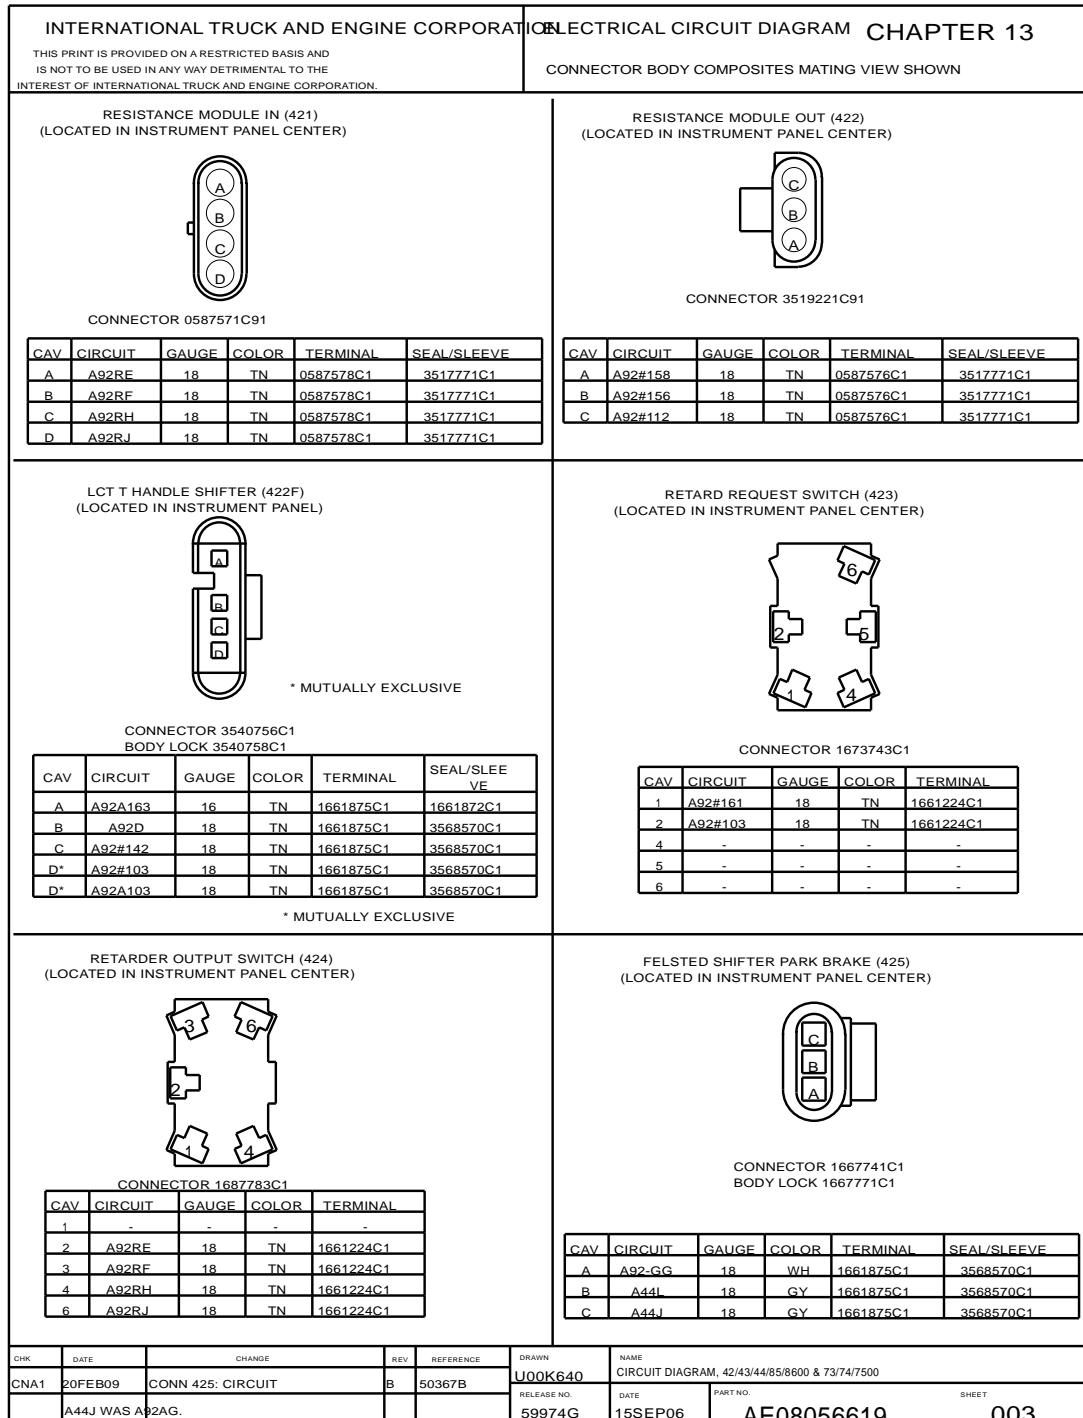 INTERNATIONAL TRUCK AND ENGINE CORPORATION
THIS PRINT IS PROVIDED ON A RESTRICTED BASIS AND
IS NOT TO BE USED IN ANY WAY DETRIMENTAL TO THE
INTEREST OF INTERNATIONAL TRUCK AND ENGINE CORPORATION.
ELECTRICAL CIRCUIT DIAGRAM CHAPTER 13
CONNECTOR BODY COMPOSITES MATING VIEW SHOWN
RESISTANCE MODULE IN (421)
(LOCATED IN INSTRUMENT PANEL CENTER)
A
B
C
D
CONNECTOR 0587571C91
CAV CIRCUIT GAUGE COLOR TERMINAL SEAL/SLEEVE
A A92RE 18 TN 0587578C1 3517771C1
B A92RF 18 TN 0587578C1 3517771C1
C A92RH 18 TN 0587578C1 3517771C1
D A92RJ 18 TN 0587578C1 3517771C1
RESISTANCE MODULE OUT (422)
(LOCATED IN INSTRUMENT PANEL CENTER)
C
B
A
CONNECTOR 3519221C91
CAV CIRCUIT GAUGE COLOR TERMINAL SEAL/SLEEVE
A A92#158 18 TN 0587576C1 3517771C1
B A92#156 18 TN 0587576C1 3517771C1
C A92#112 18 TN 0587576C1 3517771C1
LCT T HANDLE SHIFTER (422F)
(LOCATED IN INSTRUMENT PANEL)
A
B
C
D
* MUTUALLY EXCLUSIVE
CONNECTOR 3540756C1
BODY LOCK 3540758C1
CAV CIRCUIT GAUGE COLOR TERMINAL SEAL/SLEE
VE
A A92A163 16 TN 1661875C1 1661872C1
B A92D 18 TN 1661875C1 3568570C1
C A92#142 18 TN 1661875C1 3568570C1
D* A92#103 18 TN 1661875C1 3568570C1
D* A92A103 18 TN 1661875C1 3568570C1
* MUTUALLY EXCLUSIVE
RETARD REQUEST SWITCH (423)
(LOCATED IN INSTRUMENT PANEL CENTER)
6
2 5
1 4
CONNECTOR 1673743C1
CAV CIRCUIT GAUGE COLOR TERMINAL
1 A92#161 18 TN 1661224C1
2 A92#103 18 TN 1661224C1
4 - - - -
5 - - - -
6 - - - -
RETARDER OUTPUT SWITCH (424)
(LOCATED IN INSTRUMENT PANEL CENTER)
3 6
2
1 4
CONNECTOR 1687783C1
CAV CIRCUIT GAUGE COLOR TERMINAL
1 - - - -
2 A92RE 18 TN 1661224C1
3 A92RF 18 TN 1661224C1
4 A92RH 18 TN 1661224C1
6 A92RJ 18 TN 1661224C1
FELSTED SHIFTER PARK BRAKE (425)
(LOCATED IN INSTRUMENT PANEL CENTER)
C
B
A
CONNECTOR 1667741C1
BODY LOCK 1667771C1
CAV CIRCUIT GAUGE COLOR TERMINAL SEAL/SLEEVE
A A92-GG 18 WH 1661875C1 3568570C1
B A44L 18 GY 1661875C1 3568570C1
C A44J 18 GY 1661875C1 3568570C1
CHK DATE CHANGE REV REFERENCE
CNA1 20FEB09 CONN 425: CIRCUIT B 50367B
A44J WAS A92AG.
DRAWN
U00K640
NAME
CIRCUIT DIAGRAM, 42/43/44/85/8600 & 73/74/7500
RELEASE NO.
59974G
DATE
15SEP06
PART NO.
AE08056619
SHEET
003